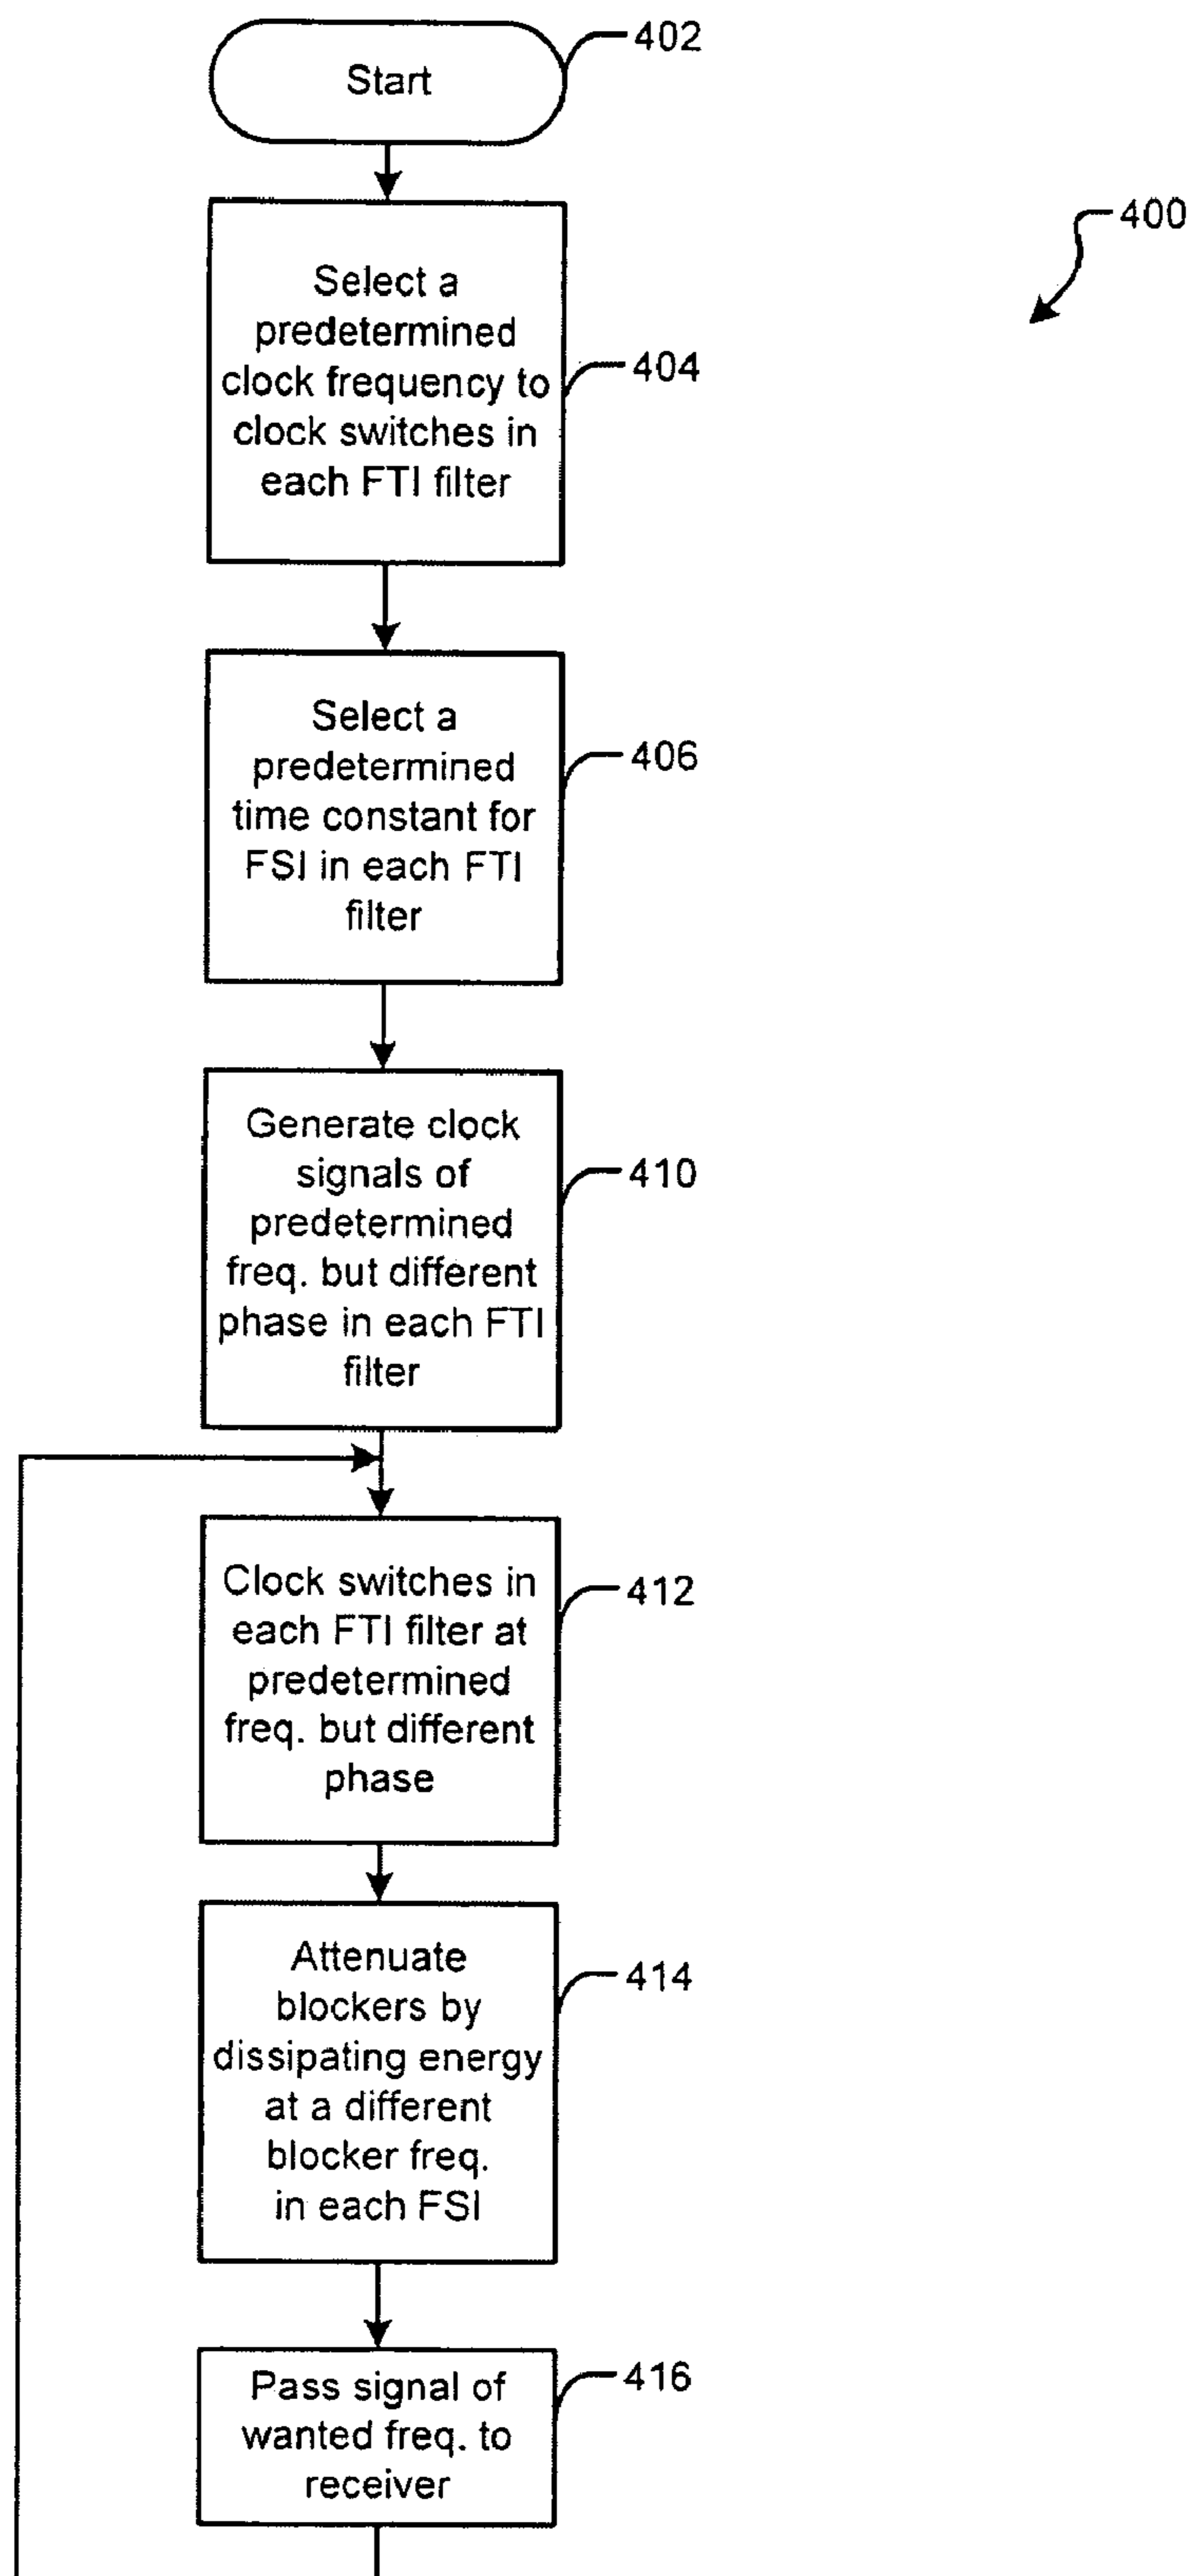 Start
402
400
Select a
predetermined
clock frequency to
clock switches in
each FTI filter
404
Select a
predetermined
time constant for
FSI in each FTI
filter
406
Generate clock
signals of
predetermined
freq. but different
phase in each FTI
filter
410
Clock switches in
each FTI filter at
predetermined
freq. but different
phase
412
Attenuate
blockers by
dissipating energy
at a different
blocker freq.
in each FSI
414
Pass signal of
wanted freq. to
receiver
416